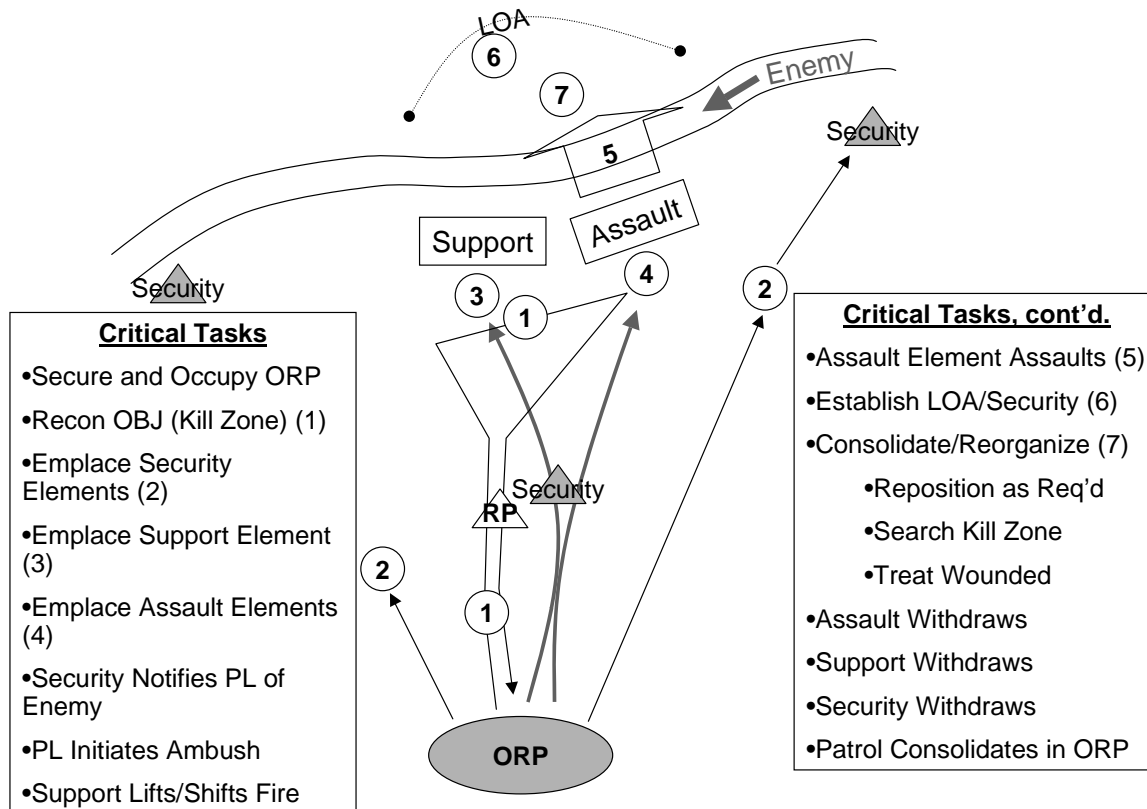 LOA
6
Enemy
7
Security
5
Assault
Support
Security
4
2
3
1
Critical Tasks
•Secure and Occupy ORP
•Recon OBJ (Kill Zone) (1)
•Emplace Security
Elements (2)
•Emplace Support Element
(3)
•Emplace Assault Elements
(4)
•Security Notifies PL of
Enemy
•PL Initiates Ambush
•Support Lifts/Shifts Fire
Security
RP
2
1
ORP
Critical Tasks, cont’d.
•Assault Element Assaults (5)
•Establish LOA/Security (6)
•Consolidate/Reorganize (7)
•Reposition as Req’d
•Search Kill Zone
•Treat Wounded
•Assault Withdraws
•Support Withdraws
•Security Withdraws
•Patrol Consolidates in ORP